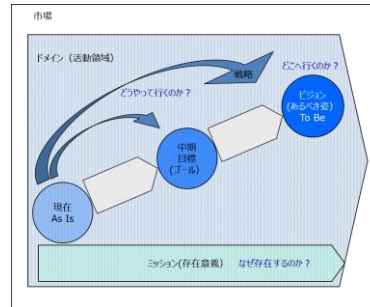 市場
ドメイン（活動領域）
どこへ行くのか？
戦略
どうやって行くのか？
ビジョン
(あるべき姿)
To Be
中期
目標
(ゴール)
現在
As Is
ミッション(存在意義)　なぜ存在するのか？